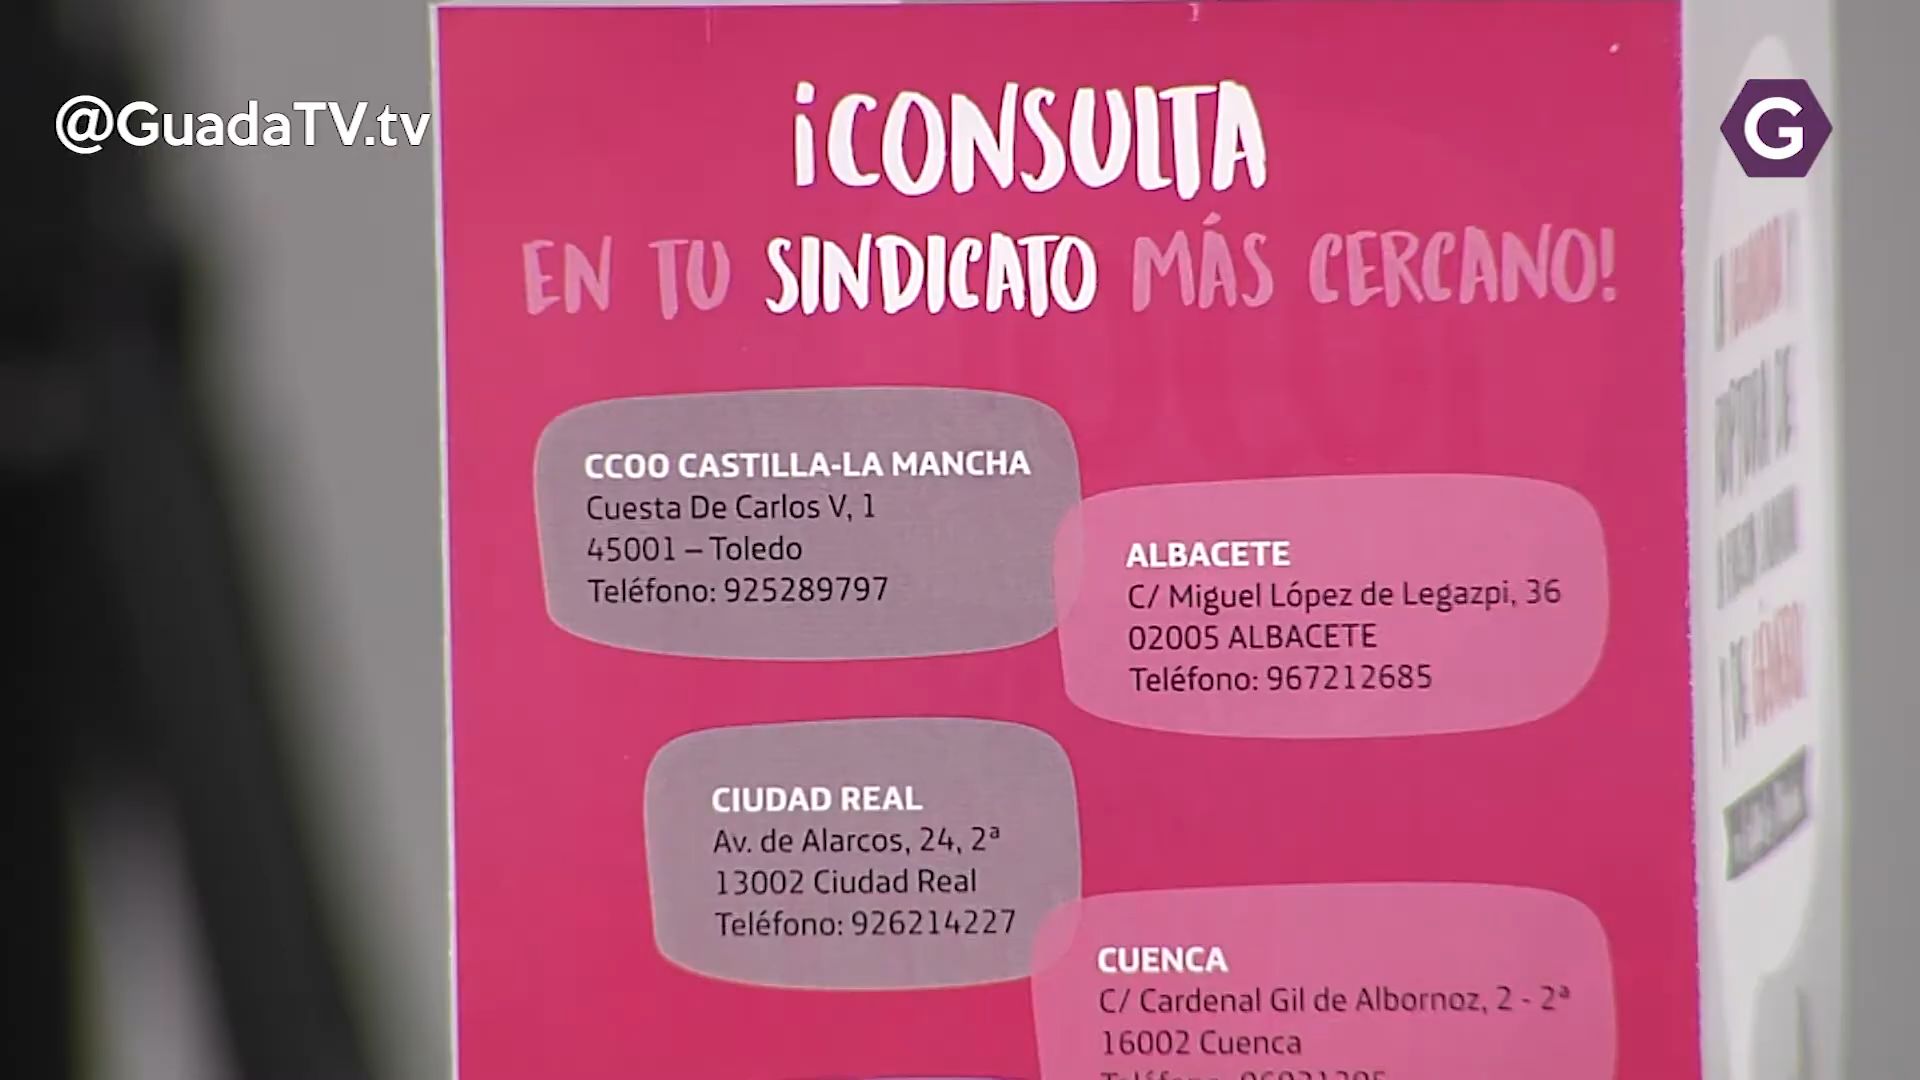 @GuadaTV.tv
G
¡CONSULTA
EN TU SINDICATO MÁS CERCANO!
CCOO CASTILLA-LA MANCHA
Cuesta De Carlos V, 1
45001 – Toledo
Teléfono: 925289797
ALBACETE
C/ Miguel López de Legazpi, 36
02005 ALBACETE
Teléfono: 967212685
CIUDAD REAL
Av. de Alarcos, 24, 2ª
13002 Ciudad Real
Teléfono: 926214227
CUENCA
C/ Cardenal Gil de Albornoz, 2 - 2ª
16002 Cuenca